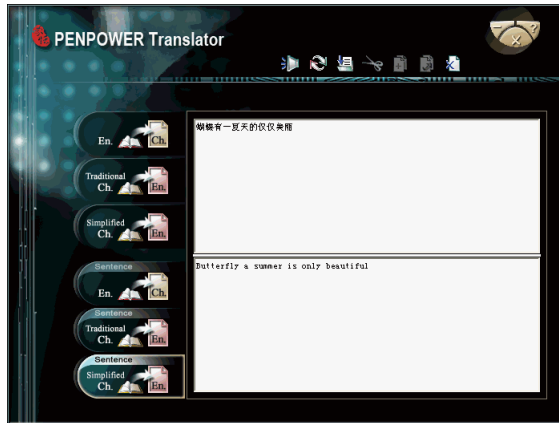 PENPOWER Translator
En. Ch.
Traditional
Ch. En.
Simplified
Ch. En.
Sentence
En. Ch.
Sentence
Traditional
Ch. En.
Sentence
Simplified
Ch. En.
蝴蝶有一夏天的仅仅美丽
Butterfly a summer is only beautiful